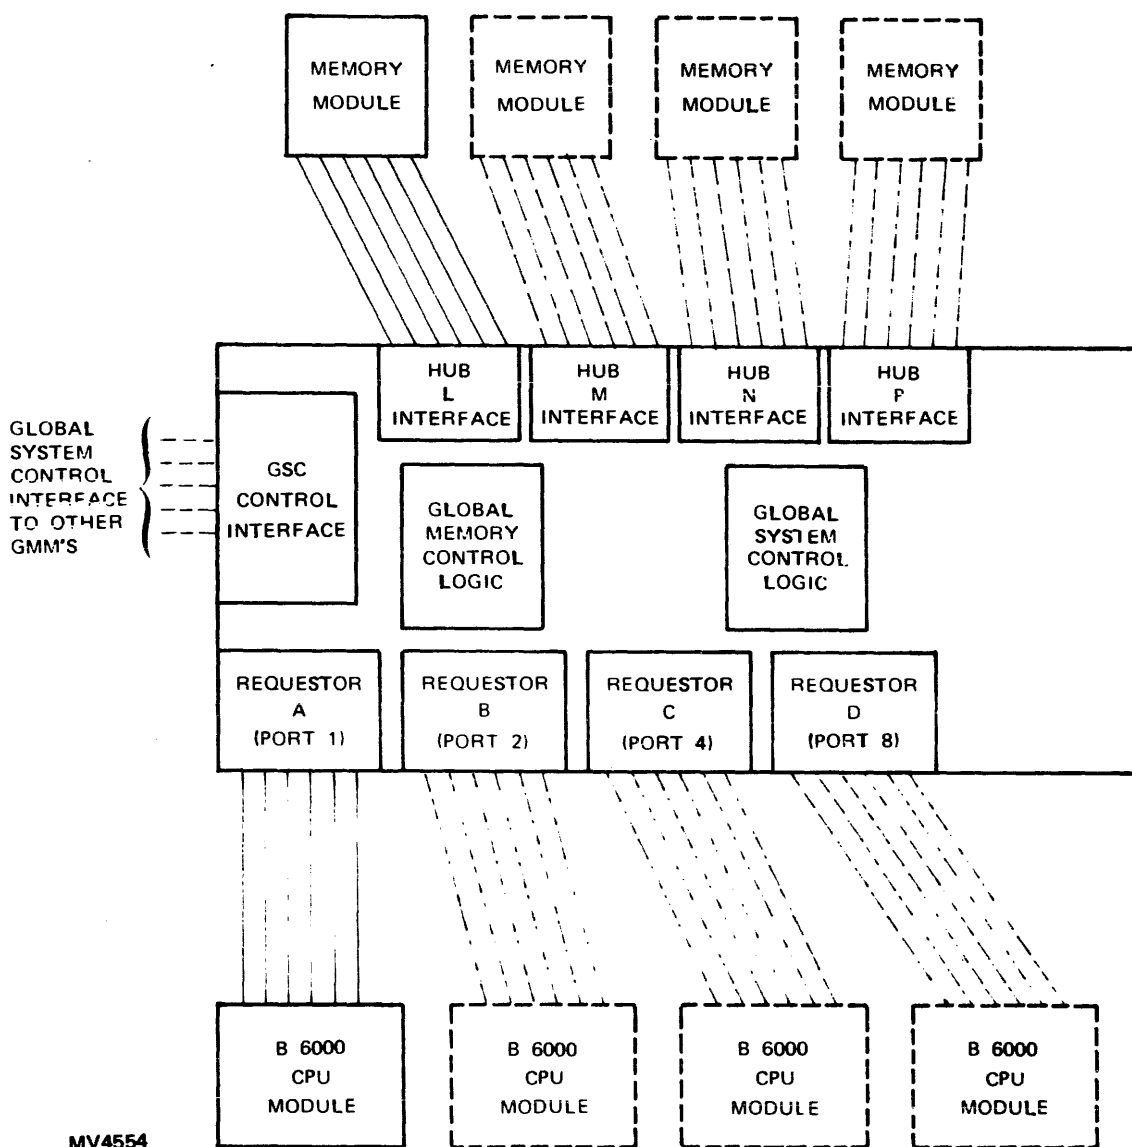 MEMORY
MODULE
MEMORY
MODULE
MEMORY
MODULE
MEMORY
MODULE
HUB
L
INTERFACE
HUB
M
INTERFACE
HUB
N
INTERFACE
HUB
P
INTERFACE
GLOBAL
SYSTEM
CONTROL
INTERFACE
TO OTHER
GMM'S
GSC
CONTROL
INTERFACE
GLOBAL
MEMORY
CONTROL
LOGIC
GLOBAL
SYSTEM
CONTROL
LOGIC
REQUESTOR
A
(PORT 1)
REQUESTOR
B
(PORT 2)
REQUESTOR
C
(PORT 4)
REQUESTOR
D
(PORT 8)
B 6000
CPU
MODULE
B 6000
CPU
MODULE
B 6000
CPU
MODULE
B 6000
CPU
MODULE
MV4554